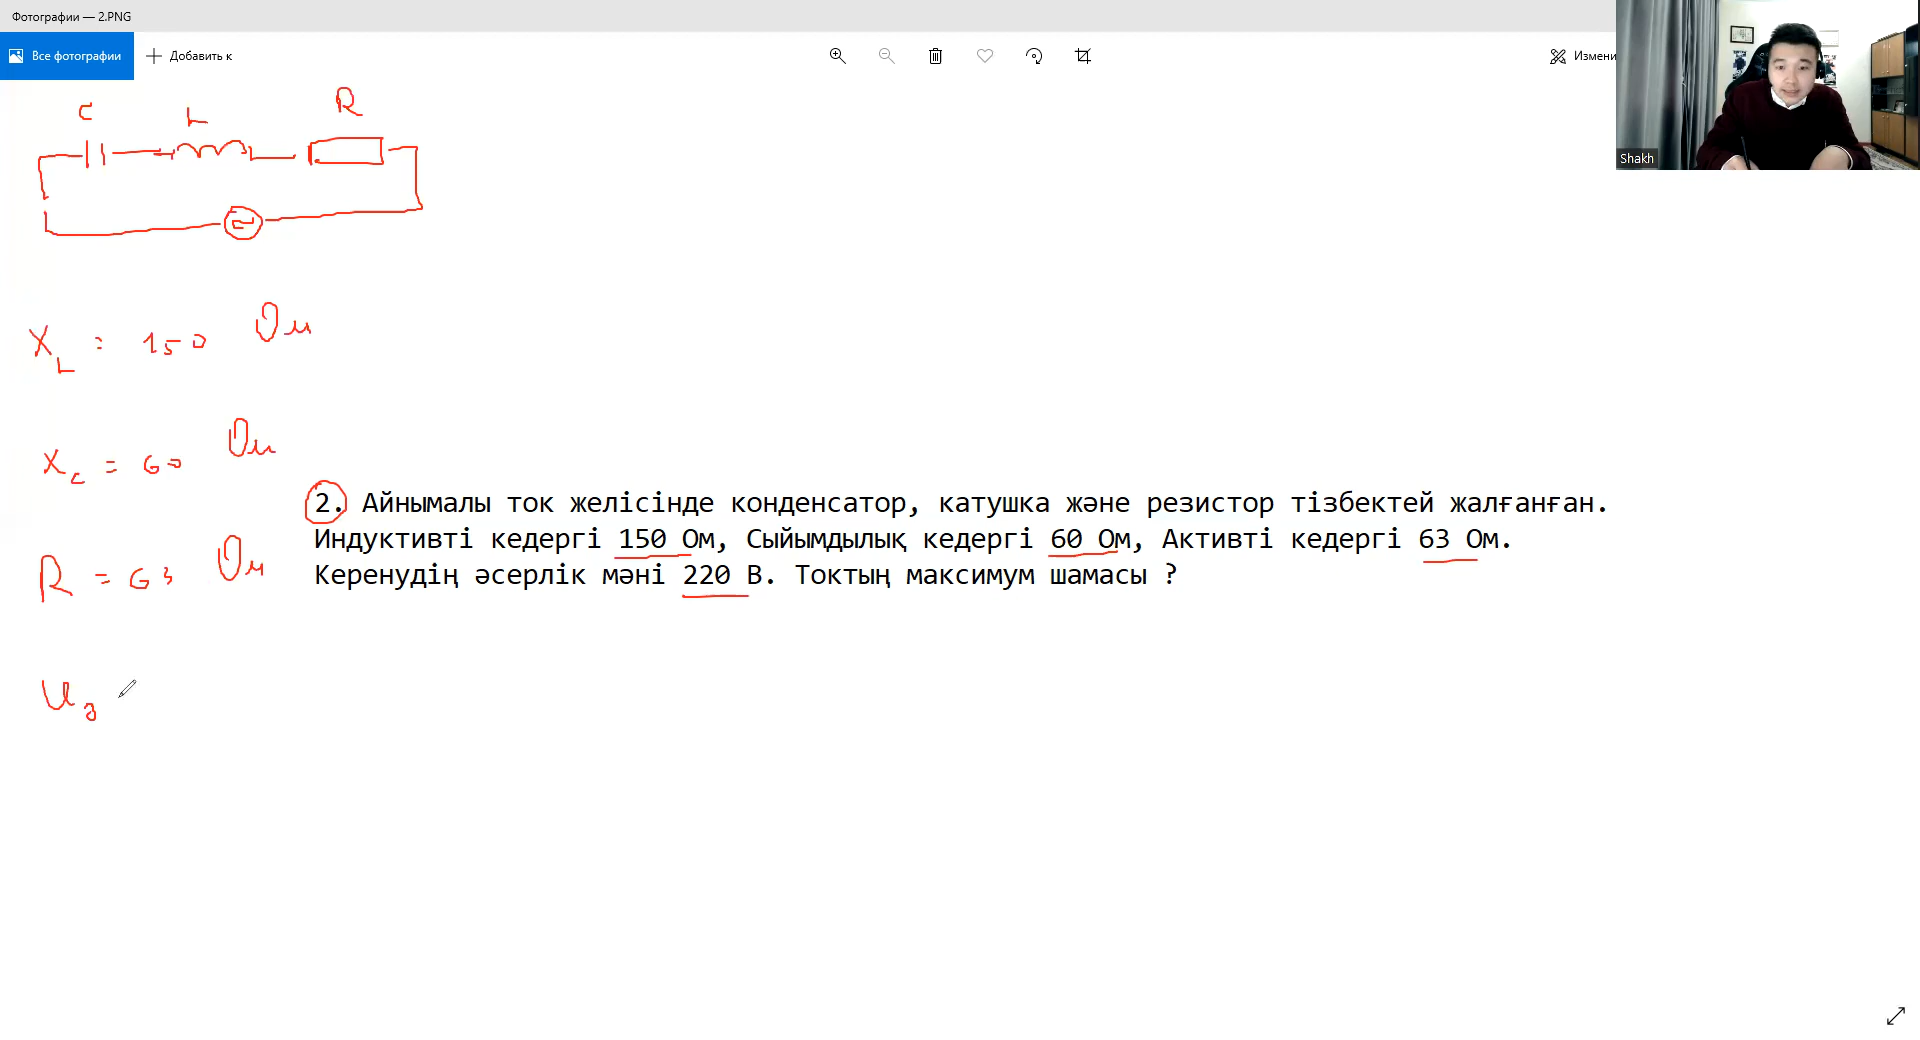 Фотографии — 2.PNG
Все фотографии
Добавить к
Измени
Shakh
C
L
R
X_L = 150 Ом
X_C = 60 Ом
R = 63 Ом
U_э
2. Айнымалы ток желісінде конденсатор, катушка және резистор тізбектей жалғанған.
Индуктивті кедергі 150 Ом, Сыйымдылық кедергі 60 Ом, Активті кедергі 63 Ом.
Керенудің әсерлік мәні 220 В. Токтың максимум шамасы ?